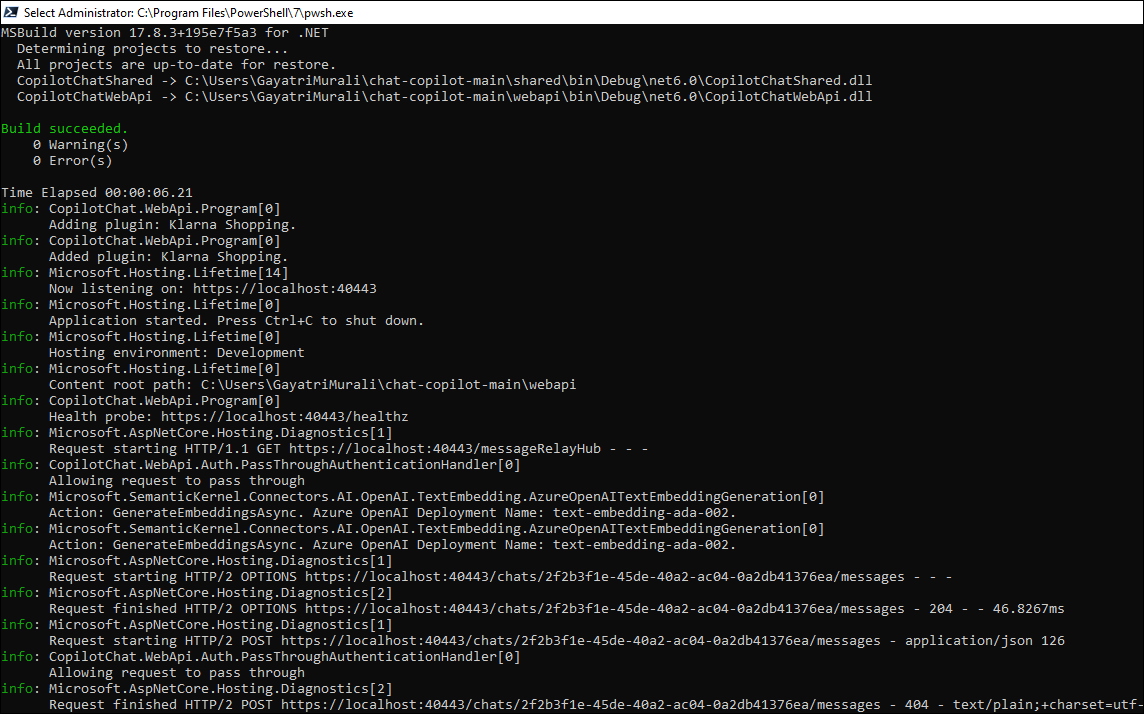 Select Administrator: C:\Program Files\PowerShell\7\pwsh.exe
MSBuild version 17.8.3+195e7f5a3 for .NET
  Determining projects to restore...
  All projects are up-to-date for restore.
  CopilotChatShared -> C:\Users\GayatriMurali\chat-copilot-main\shared\bin\Debug\net6.0\CopilotChatShared.dll
  CopilotChatWebApi -> C:\Users\GayatriMurali\chat-copilot-main\webapi\bin\Debug\net6.0\CopilotChatWebApi.dll

Build succeeded.
    0 Warning(s)
    0 Error(s)

Time Elapsed 00:00:06.21
info: CopilotChat.WebApi.Program[0]
      Adding plugin: Klarna Shopping.
info: CopilotChat.WebApi.Program[0]
      Added plugin: Klarna Shopping.
info: Microsoft.Hosting.Lifetime[14]
      Now listening on: https://localhost:40443
info: Microsoft.Hosting.Lifetime[0]
      Application started. Press Ctrl+C to shut down.
info: Microsoft.Hosting.Lifetime[0]
      Hosting environment: Development
info: Microsoft.Hosting.Lifetime[0]
      Content root path: C:\Users\GayatriMurali\chat-copilot-main\webapi
info: CopilotChat.WebApi.Program[0]
      Health probe: https://localhost:40443/healthz
info: Microsoft.AspNetCore.Hosting.Diagnostics[1]
      Request starting HTTP/1.1 GET https://localhost:40443/messageRelayHub - - -
info: CopilotChat.WebApi.Auth.PassThroughAuthenticationHandler[0]
      Allowing request to pass through
info: Microsoft.SemanticKernel.Connectors.AI.OpenAI.TextEmbedding.AzureOpenAITextEmbeddingGeneration[0]
      Action: GenerateEmbeddingsAsync. Azure OpenAI Deployment Name: text-embedding-ada-002.
info: Microsoft.SemanticKernel.Connectors.AI.OpenAI.TextEmbedding.AzureOpenAITextEmbeddingGeneration[0]
      Action: GenerateEmbeddingsAsync. Azure OpenAI Deployment Name: text-embedding-ada-002.
info: Microsoft.AspNetCore.Hosting.Diagnostics[1]
      Request starting HTTP/2 OPTIONS https://localhost:40443/chats/2f2b3f1e-45de-40a2-ac04-0a2db41376ea/messages - - -
info: Microsoft.AspNetCore.Hosting.Diagnostics[2]
      Request finished HTTP/2 OPTIONS https://localhost:40443/chats/2f2b3f1e-45de-40a2-ac04-0a2db41376ea/messages - 204 - - 46.8267ms
info: Microsoft.AspNetCore.Hosting.Diagnostics[1]
      Request starting HTTP/2 POST https://localhost:40443/chats/2f2b3f1e-45de-40a2-ac04-0a2db41376ea/messages - application/json 126
info: CopilotChat.WebApi.Auth.PassThroughAuthenticationHandler[0]
      Allowing request to pass through
info: Microsoft.AspNetCore.Hosting.Diagnostics[2]
      Request finished HTTP/2 POST https://localhost:40443/chats/2f2b3f1e-45de-40a2-ac04-0a2db41376ea/messages - 404 - text/plain;+charset=utf-